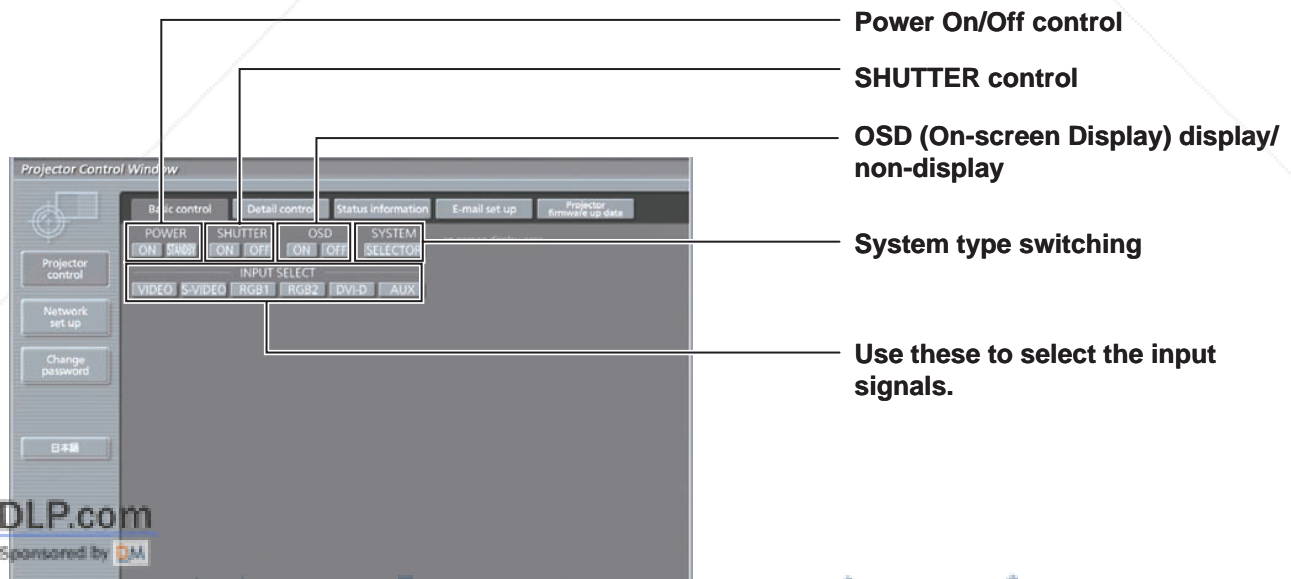 Power On/Off control
SHUTTER control
OSD (On-screen Display) display/
non-display
System type switching
Use these to select the input
signals.
Projector Control Window
Basic control
Detail control
Status information
E-mail set up
Projector
firmware up date
POWER
SHUTTER
OSD
SYSTEM
ON STANDBY
ON OFF
ON OFF
SELECTOR
INPUT SELECT
VIDEO S-VIDEO RGB1 RGB2 DVI-D AUX
Projector
control
Network
set up
Change
password
日本語
DLP.com
Sponsored by DM